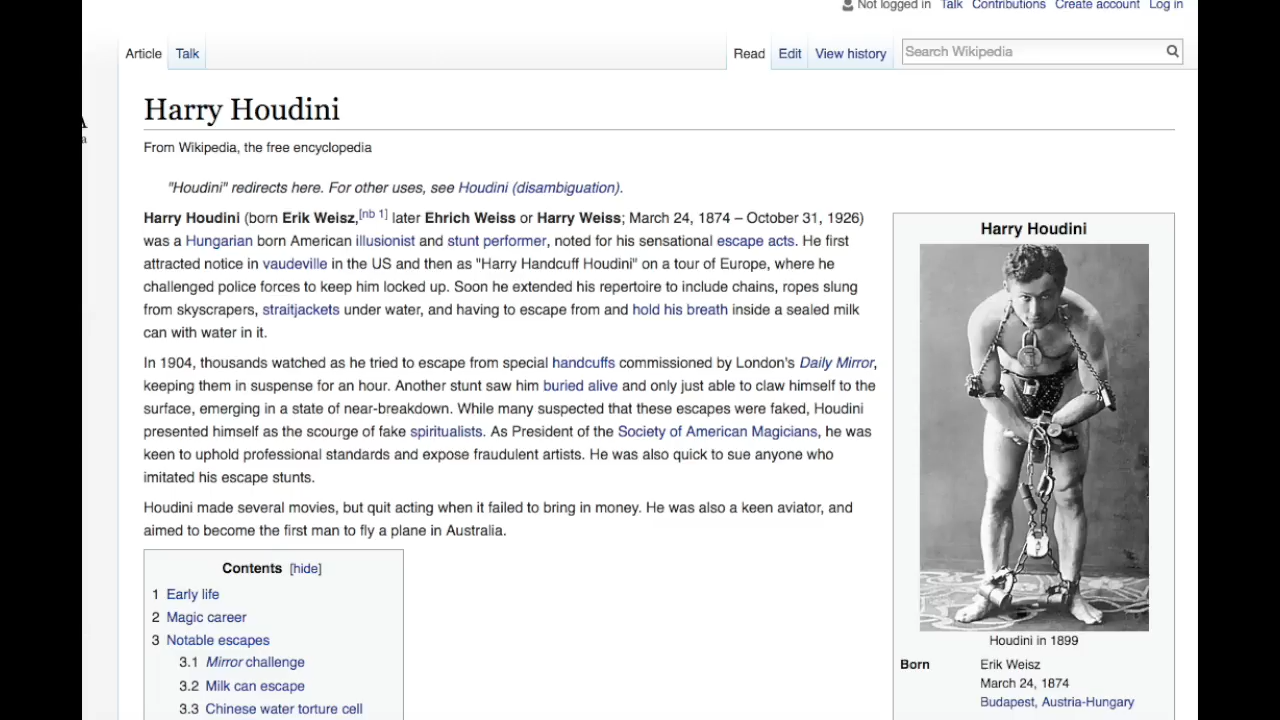 Not logged in Talk Contributions Create account Log in
Article Talk Read Edit View history Search Wikipedia
Harry Houdini
From Wikipedia, the free encyclopedia
"Houdini" redirects here. For other uses, see Houdini (disambiguation).
Harry Houdini (born Erik Weisz,[nb 1] later Ehrich Weiss or Harry Weiss; March 24, 1874 – October 31, 1926)
was a Hungarian born American illusionist and stunt performer, noted for his sensational escape acts. He first
attracted notice in vaudeville in the US and then as "Harry Handcuff Houdini" on a tour of Europe, where he
challenged police forces to keep him locked up. Soon he extended his repertoire to include chains, ropes slung
from skyscrapers, straitjackets under water, and having to escape from and hold his breath inside a sealed milk
can with water in it.
In 1904, thousands watched as he tried to escape from special handcuffs commissioned by London's Daily Mirror,
keeping them in suspense for an hour. Another stunt saw him buried alive and only just able to claw himself to the
surface, emerging in a state of near-breakdown. While many suspected that these escapes were faked, Houdini
presented himself as the scourge of fake spiritualists. As President of the Society of American Magicians, he was
keen to uphold professional standards and expose fraudulent artists. He was also quick to sue anyone who
imitated his escape stunts.
Houdini made several movies, but quit acting when it failed to bring in money. He was also a keen aviator, and
aimed to become the first man to fly a plane in Australia.
Contents [hide]
1 Early life
2 Magic career
3 Notable escapes
3.1 Mirror challenge
3.2 Milk can escape
3.3 Chinese water torture cell
Harry Houdini
Houdini in 1899
Born Erik Weisz
March 24, 1874
Budapest, Austria-Hungary